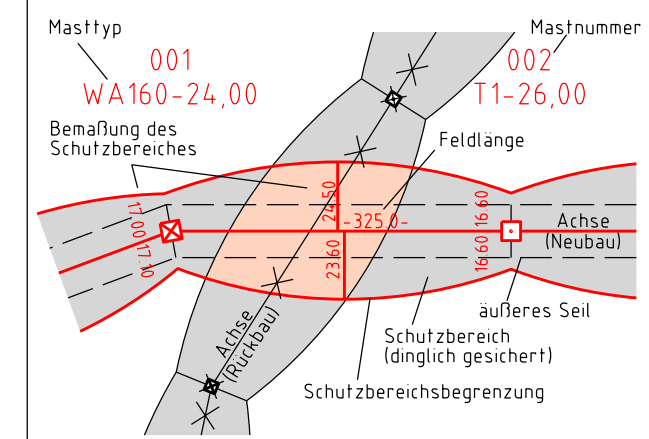 Masttyp
Mastnummer
001
WA160-24,00
002
T1-26,00
Bemaßung des
Schutzbereiches
Feldlänge
17.00
17.10
24.50
-325.0-
23.60
16.60
16.60
Achse
(Neubau)
äußeres Seil
Achse
(Rückbau)
Schutzbereich
(dinglich gesichert)
Schutzbereichsbegrenzung